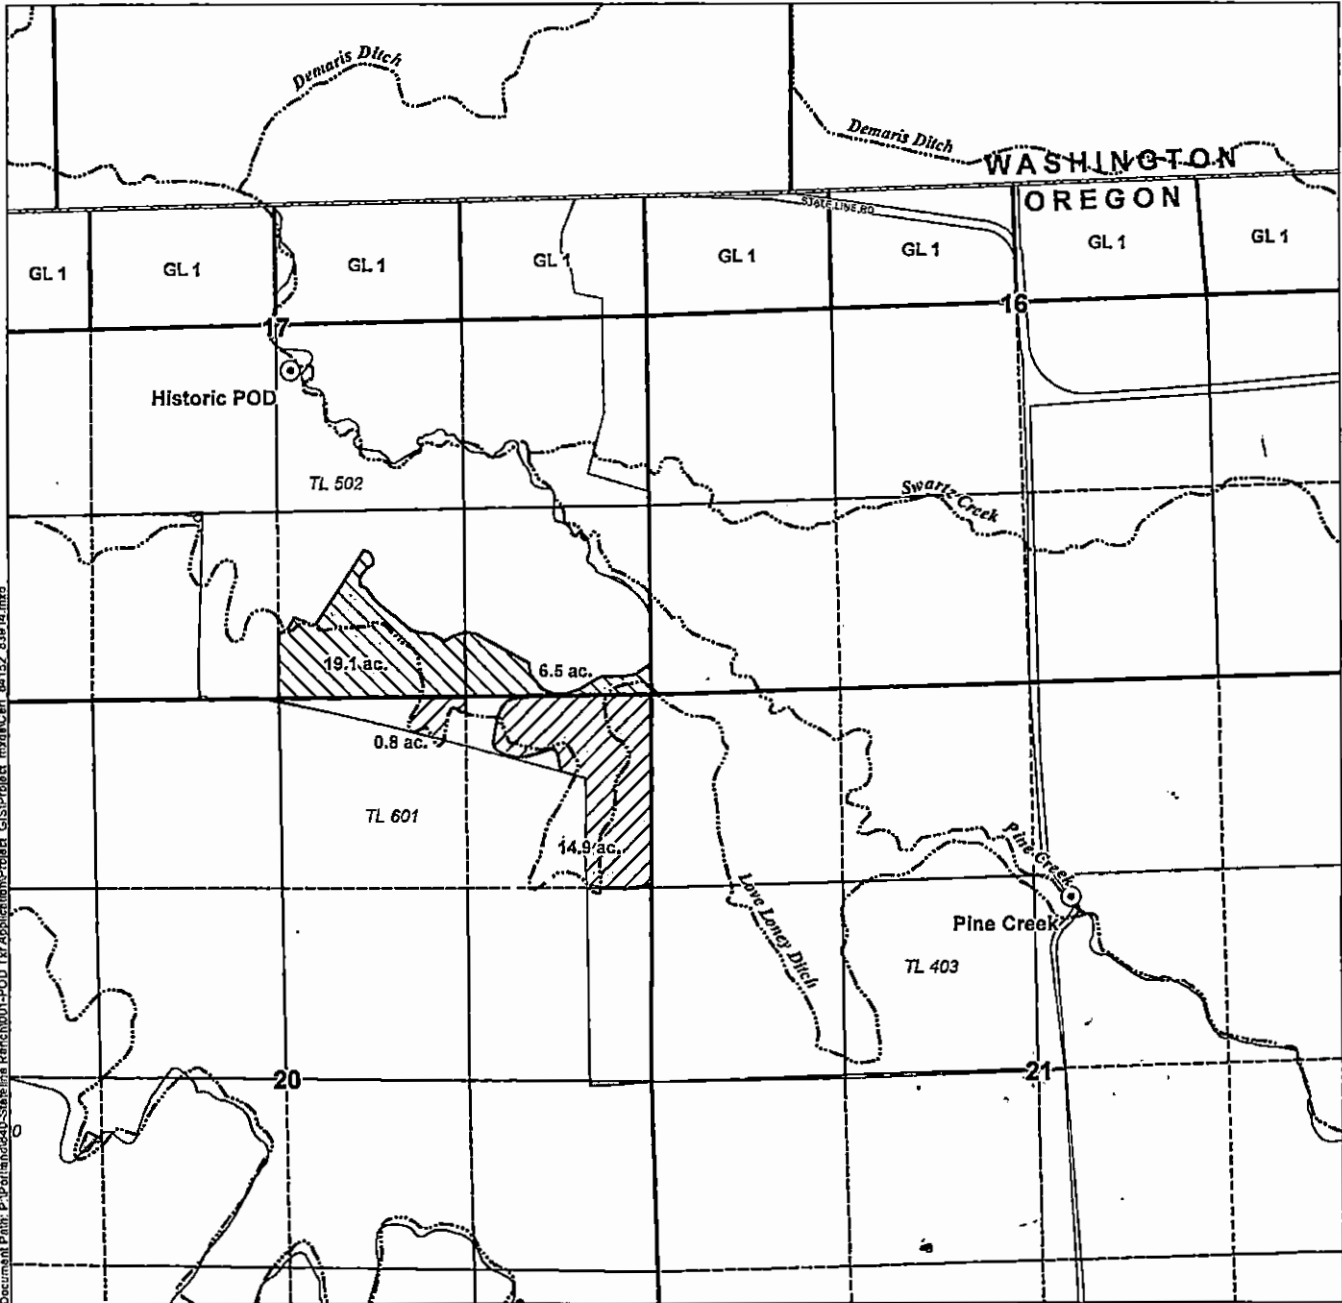 Demaris Ditch
Demaris Ditch
WASHINGTON
OREGON
STATE LINE RD
GL 1
GL 1
GL 1
GL 1
GL 1
GL 1
GL 1
GL 1
16
17
Historic POD
TL 502
Swartz Creek
19.1 ac.
6.5 ac.
0.8 ac.
TL 601
14.9 ac.
Pine Creek
Love Loney Ditch
Pine Creek
TL 403
20
21
0